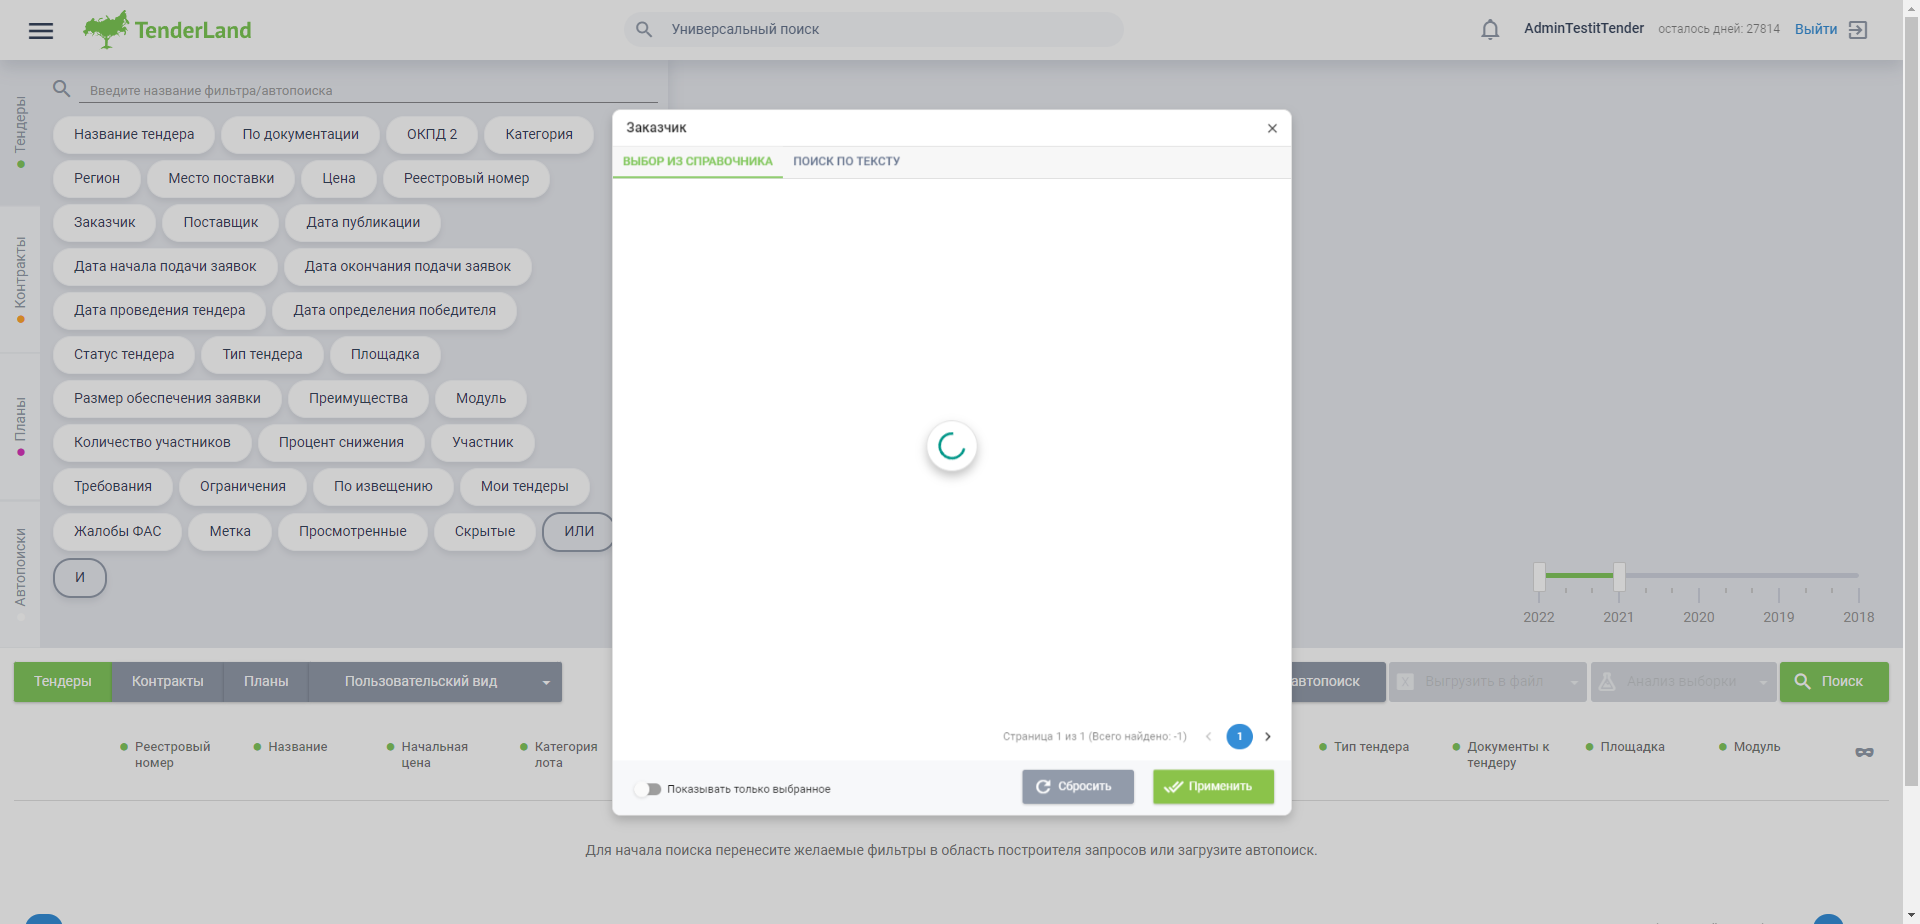 TenderLand
Универсальный поиск
AdminTestitTender
осталось дней: 27814
Выйти
Тендеры
Контракты
Планы
Автопоиски
Введите название фильтра/автопоиска
Название тендера
По документации
ОКПД 2
Категория
Регион
Место поставки
Цена
Реестровый номер
Заказчик
Поставщик
Дата публикации
Дата начала подачи заявок
Дата окончания подачи заявок
Дата проведения тендера
Дата определения победителя
Статус тендера
Тип тендера
Площадка
Размер обеспечения заявки
Преимущества
Модуль
Количество участников
Процент снижения
Участник
Требования
Ограничения
По извещению
Мои тендеры
Жалобы ФАС
Метка
Просмотренные
Скрытые
ИЛИ
И
Заказчик
ВЫБОР ИЗ СПРАВОЧНИКА
ПОИСК ПО ТЕКСТУ
Страница 1 из 1 (Всего найдено: -1)
1
Показывать только выбранное
Сбросить
Применить
2022
2021
2020
2019
2018
Тендеры
Контракты
Планы
Пользовательский вид
автопоиск
Выгрузить в файл
Анализ выборки
Поиск
Реестровый
номер
Название
Начальная
цена
Категория
лота
Тип тендера
Документы к
тендеру
Площадка
Модуль
Для начала поиска перенесите желаемые фильтры в область построителя запросов или загрузите автопоиск.